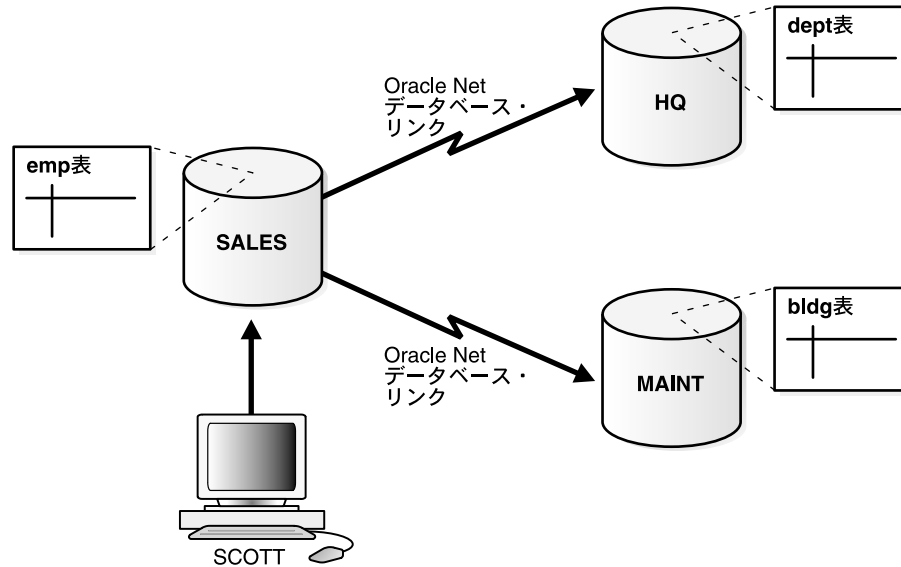 dept表
Oracle Net
データベース・
リンク
HQ
emp表
SALES
bldg表
Oracle Net
データベース・
リンク
MAINT
SCOTT